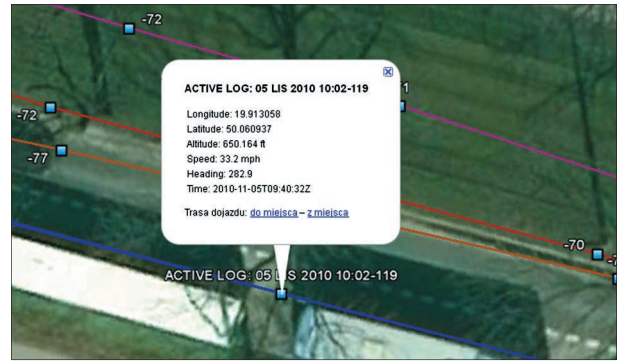 -72
ACTIVE LOG: 05 LIS 2010 10:02-119
Longitude: 19.913058
Latitude: 50.060937
Altitude: 650.164 ft
Speed: 33.2 mph
Heading: 282.9
Time: 2010-11-05T09:40:32Z
Trasa dojazdu: do miejsca – z miejsca
-72
-77
-70
ACTIVE LOG: 05 LIS 2010 10:02-119